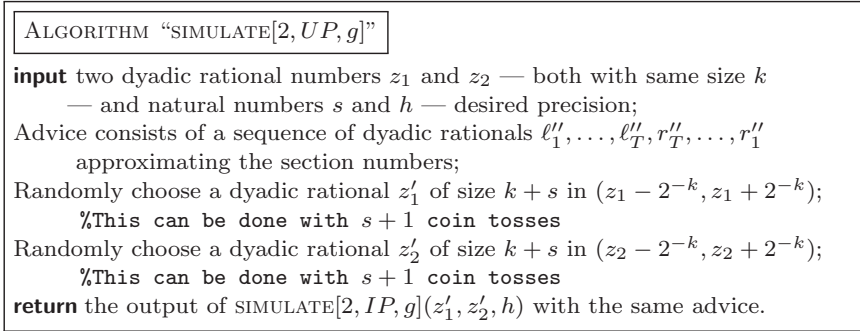 ALGORITHM “SIMULATE[2, UP, g]”
input two dyadic rational numbers z₁ and z₂ — both with same size k
— and natural numbers s and h — desired precision;
Advice consists of a sequence of dyadic rationals ℓ″₁, . . . , ℓ″_T, r″_T, . . . , r″₁
approximating the section numbers;
Randomly choose a dyadic rational z′₁ of size k + s in (z₁ − 2⁻ᵏ, z₁ + 2⁻ᵏ);
%This can be done with s + 1 coin tosses
Randomly choose a dyadic rational z′₂ of size k + s in (z₂ − 2⁻ᵏ, z₂ + 2⁻ᵏ);
%This can be done with s + 1 coin tosses
return the output of SIMULATE[2, IP, g](z′₁, z′₂, h) with the same advice.